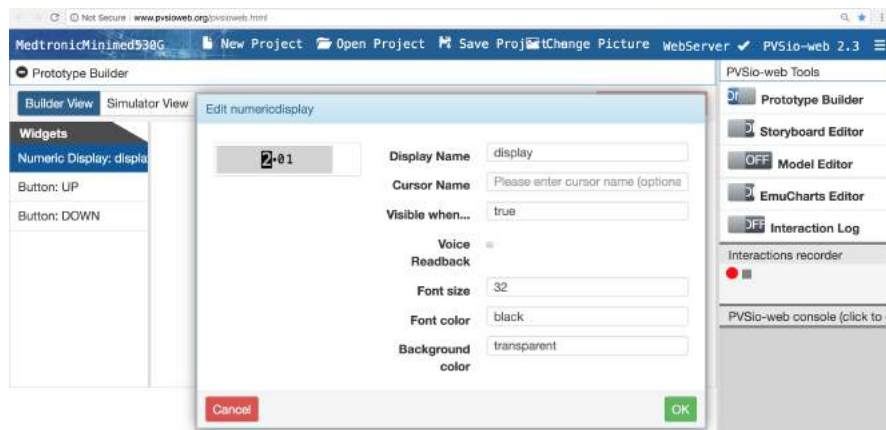 Not Secure | www.pvsioweb.org/pvsioweb.html
MedtronicMinimed530G New Project Open Project Save Proj Change Picture WebServer ✔ PVSio-web 2.3
Prototype Builder
Builder View Simulator View
Widgets
Numeric Display: displa
Button: UP
Button: DOWN
Edit numericdisplay
2•01
Display Name display
Cursor Name Please enter cursor name (optiona
Visible when... true
Voice
Readback
Font size 32
Font color black
Background transparent
color
Cancel OK
PVSio-web Tools
Prototype Builder
Storyboard Editor
OFF Model Editor
EmuCharts Editor
OFF Interaction Log
Interactions recorder
PVSio-web console (click to